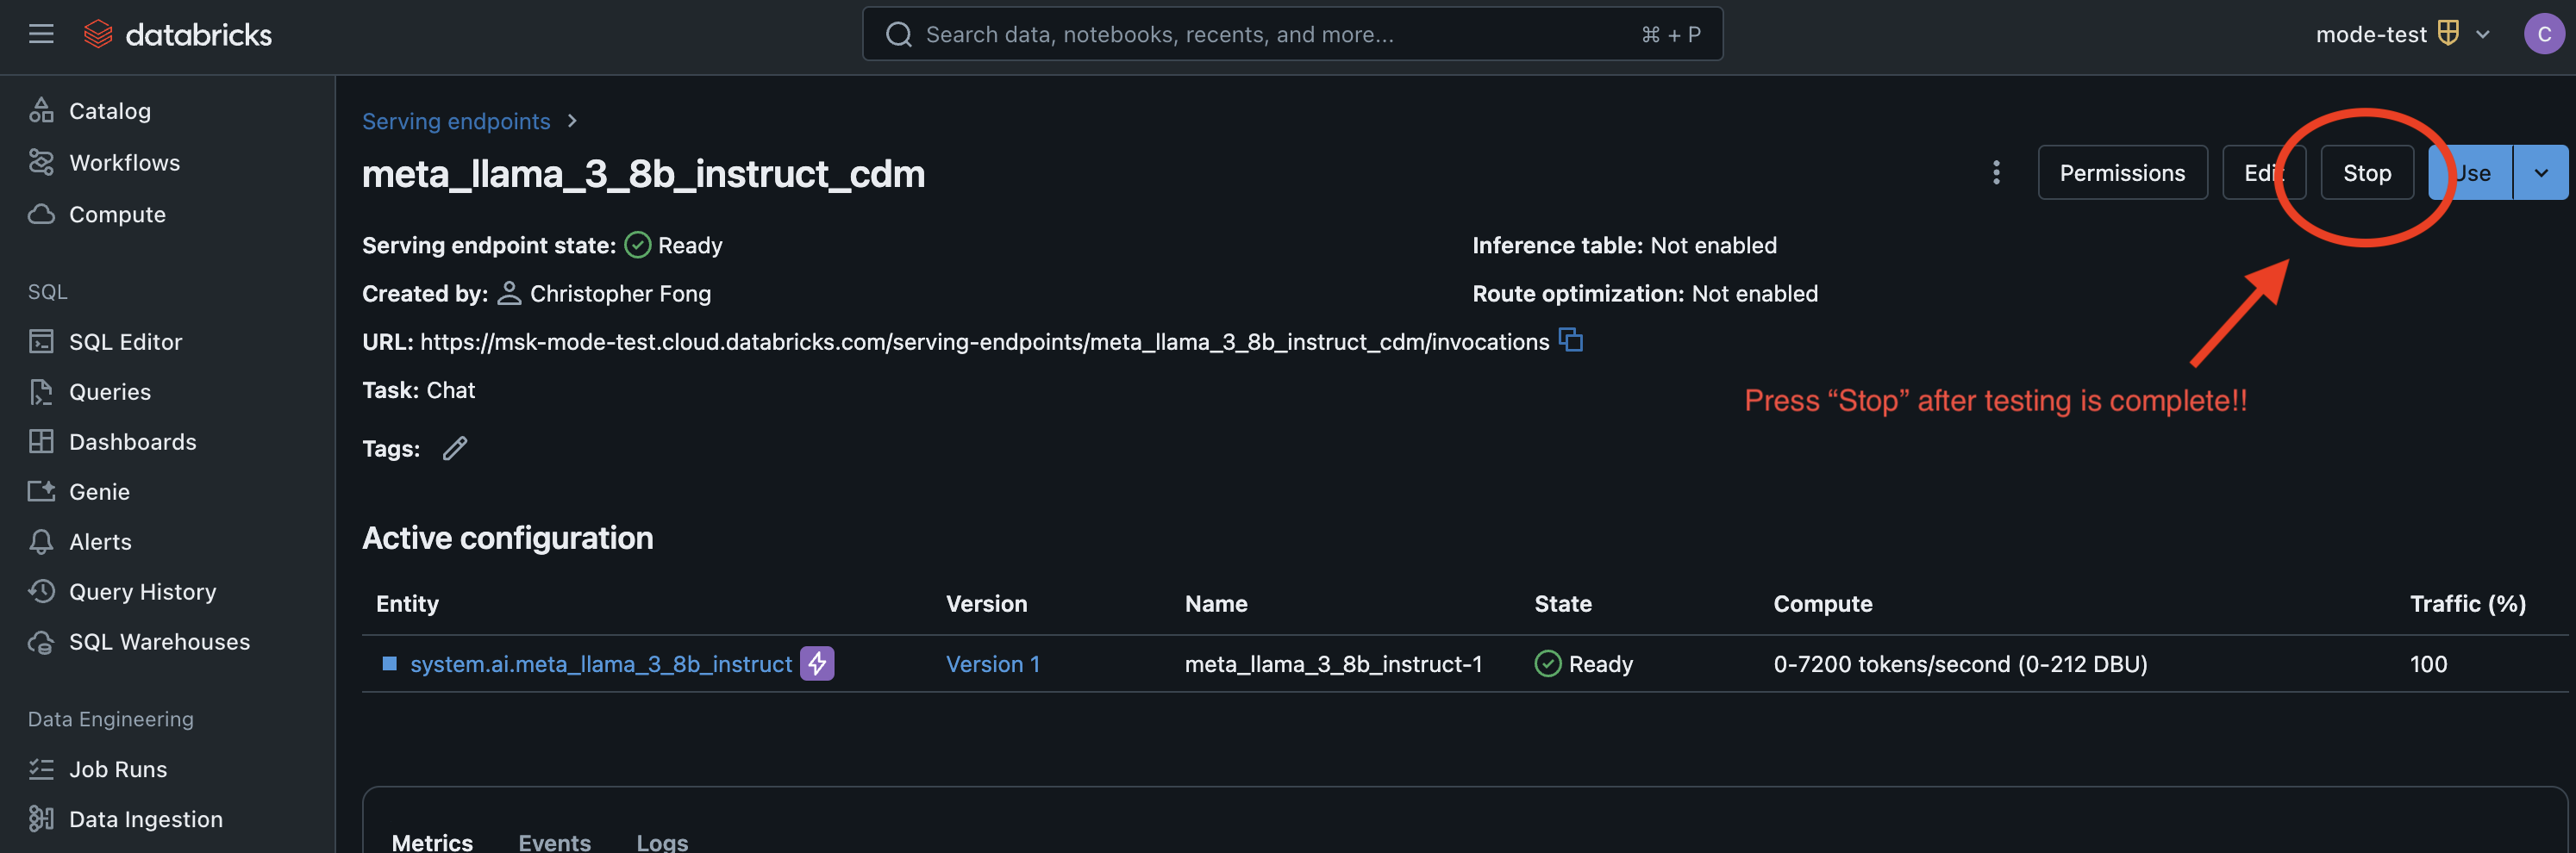 databricks
Search data, notebooks, recents, and more...
⌘ + P
mode-test
C
Catalog
Workflows
Compute
SQL
SQL Editor
Queries
Dashboards
Genie
Alerts
Query History
SQL Warehouses
Data Engineering
Job Runs
Data Ingestion
Serving endpoints >
meta_llama_3_8b_instruct_cdm
Permissions
Edit
Stop
Use
Serving endpoint state: Ready
Inference table: Not enabled
Created by: Christopher Fong
Route optimization: Not enabled
URL: https://msk-mode-test.cloud.databricks.com/serving-endpoints/meta_llama_3_8b_instruct_cdm/invocations
Task: Chat
Press “Stop” after testing is complete!!
Tags:
Active configuration
Entity Version Name State Compute Traffic (%)
system.ai.meta_llama_3_8b_instruct Version 1 meta_llama_3_8b_instruct-1 Ready 0-7200 tokens/second (0-212 DBU) 100
Metrics Events Logs